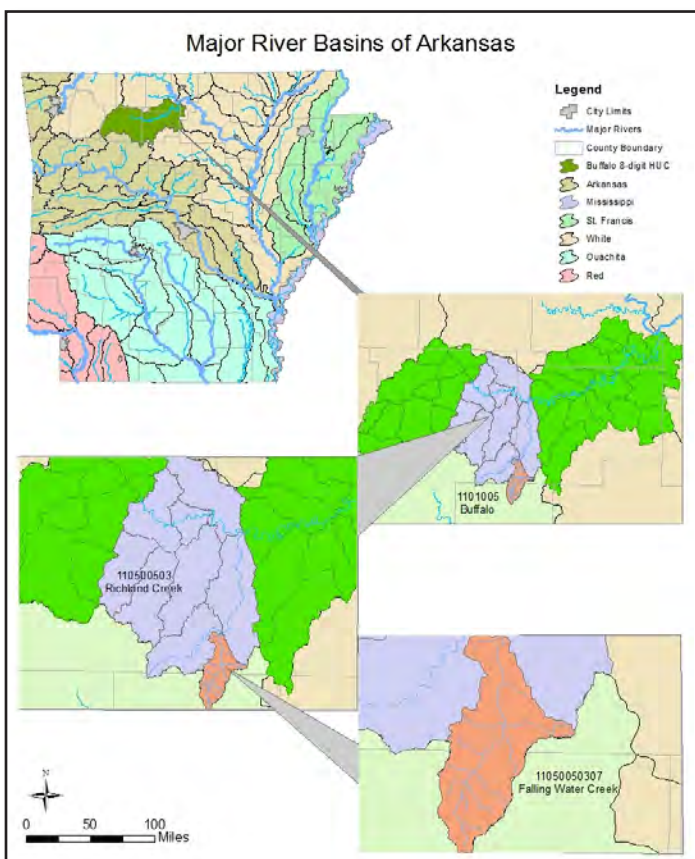 Major River Basins of Arkansas
Legend
City Limits
Major Rivers
County Boundary
Buffalo 8-digit HUC
Arkansas
Mississippi
St. Francis
White
Ouachita
Red
1101005
Buffalo
110500503
Richland Creek
11050050307
Falling Water Creek
N
0 50 100
Miles